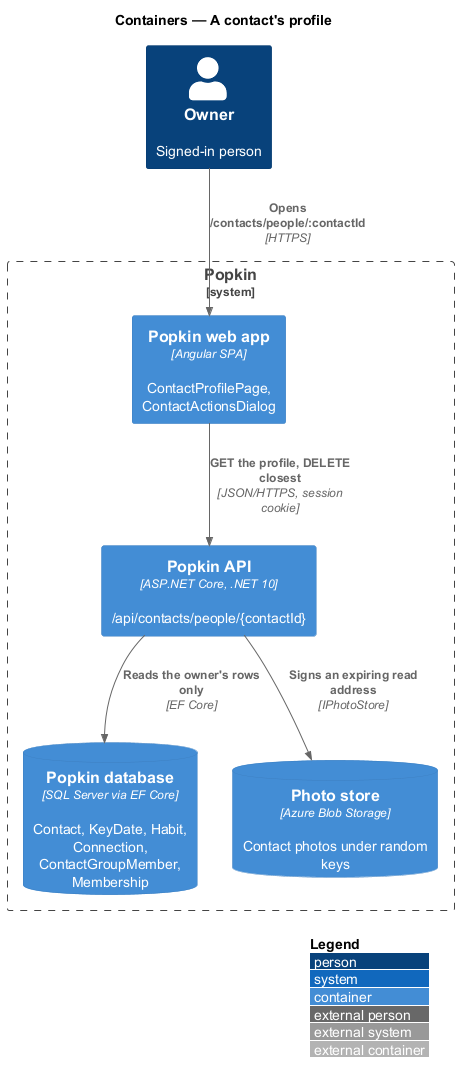 Containers — A contact's profile
Owner
Signed-in person
Opens
/contacts/people/:contactId
[HTTPS]
Popkin
[system]
Popkin web app
[Angular SPA]
ContactProfilePage,
ContactActionsDialog
GET the profile, DELETE
closest
[JSON/HTTPS, session
cookie]
Popkin API
[ASP.NET Core, .NET 10]
/api/contacts/people/{contactId}
Reads the owner's rows
only
[EF Core]
Signs an expiring read
address
[IPhotoStore]
Popkin database
[SQL Server via EF Core]
Contact, KeyDate, Habit,
Connection,
ContactGroupMember,
Membership
Photo store
[Azure Blob Storage]
Contact photos under random
keys
Legend
person
system
container
external person
external system
external container